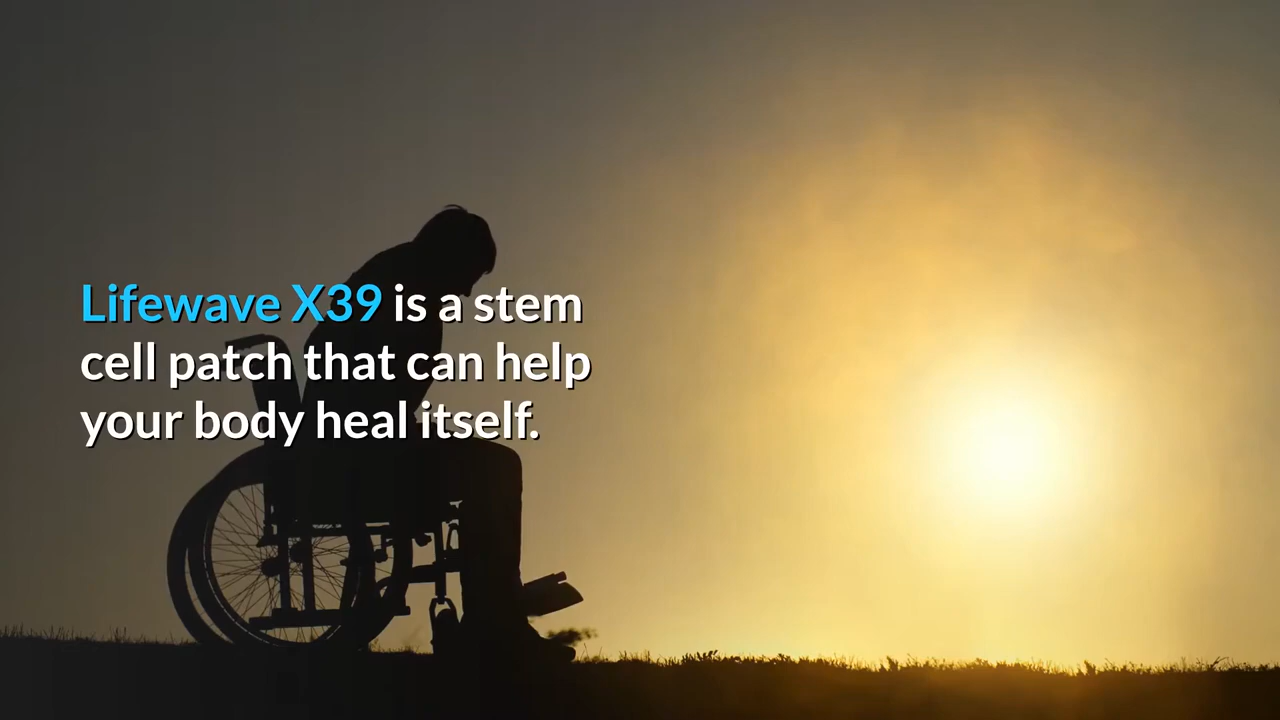 Lifewave X39 is a stem
cell patch that can help
your body heal itself.